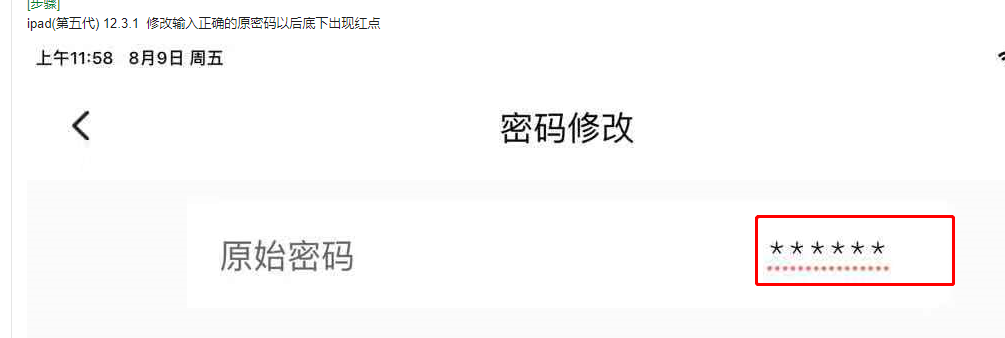 [步骤]
ipad(第五代) 12.3.1 修改输入正确的原密码以后底下出现红点
上午11:58 8月9日 周五
密码修改
原始密码 ******